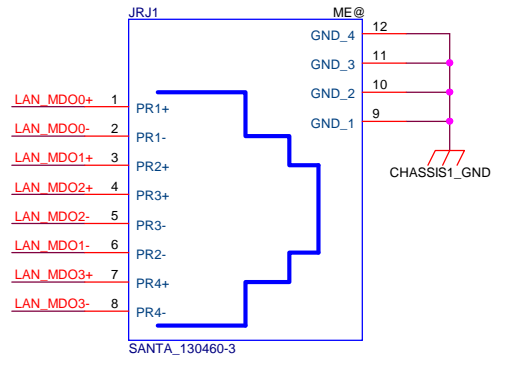 JRJ1 ME@
GND_4 12
GND_3 11
GND_2 10
GND_1 9
CHASSIS1_GND
LAN_MDO0+ 1 PR1+
LAN_MDO0- 2 PR1-
LAN_MDO1+ 3 PR2+
LAN_MDO2+ 4 PR3+
LAN_MDO2- 5 PR3-
LAN_MDO1- 6 PR2-
LAN_MDO3+ 7 PR4+
LAN_MDO3- 8 PR4-
SANTA_130460-3